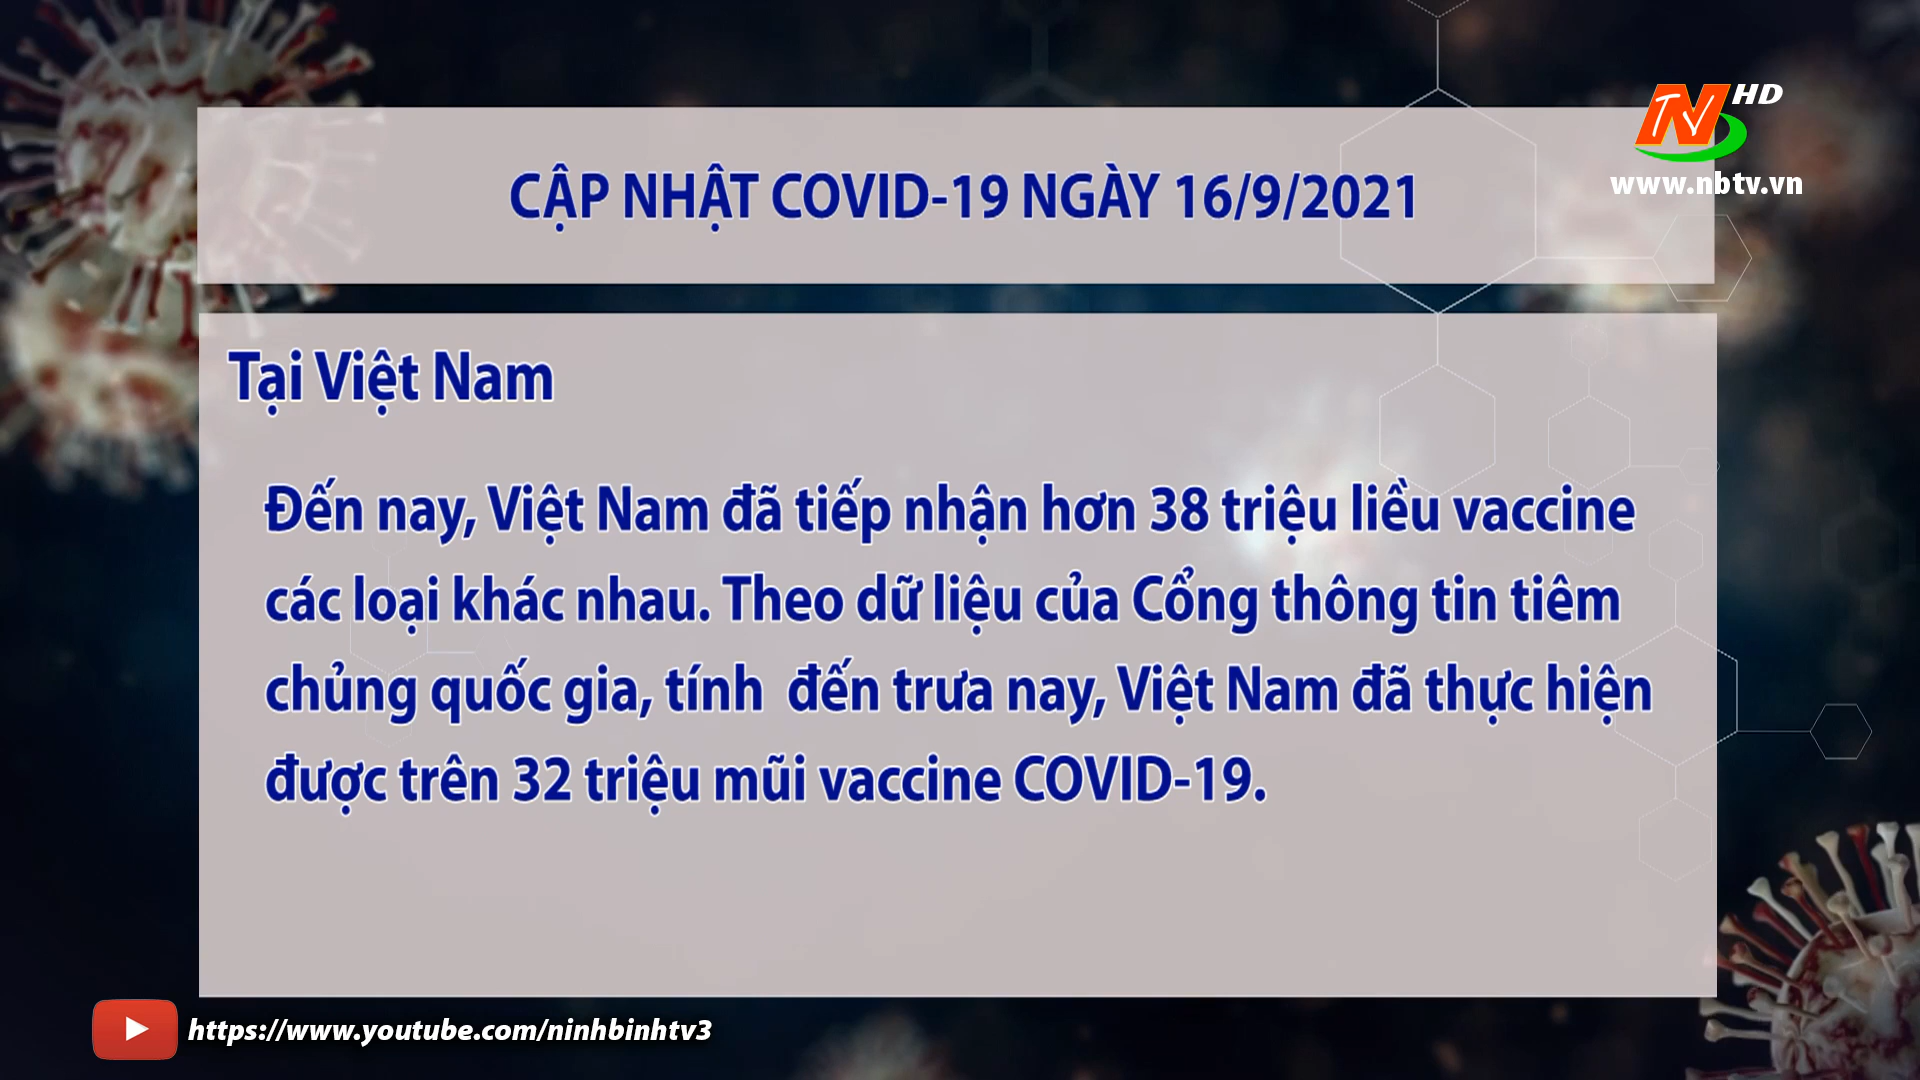 TV N HD
www.nbtv.vn
CẬP NHẬT COVID-19 NGÀY 16/9/2021
Tại Việt Nam
Đến nay, Việt Nam đã tiếp nhận hơn 38 triệu liều vaccine
các loại khác nhau. Theo dữ liệu của Cổng thông tin tiêm
chủng quốc gia, tính  đến trưa nay, Việt Nam đã thực hiện
được trên 32 triệu mũi vaccine COVID-19.
https://www.youtube.com/ninhbinhtv3